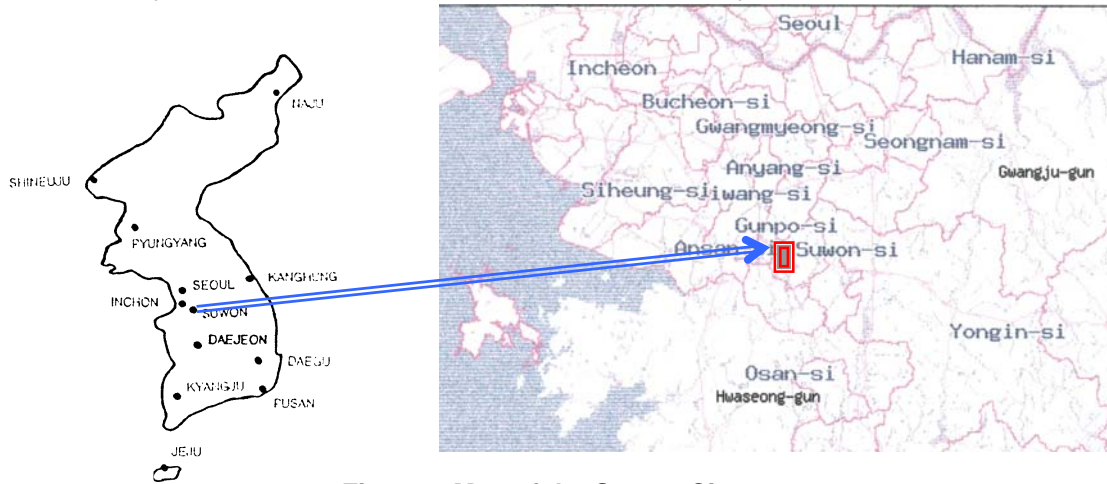 NAJU
SHINEUJU
PYUNGYANG
KANGHUNG
SEOUL
INCHON
SUWON
DAEJEON
DAEGU
KYANGJU
PUSAN
JEJU
Seoul
Hanam-si
Incheon
Bucheon-si
Gwangmyeong-si
Seongnam-si
Anyang-si
Gwangju-gun
Siheung-si
iwang-si
Gunpo-si
Ansan
Suwon-si
Yongin-si
Osan-si
Hwaseong-gun